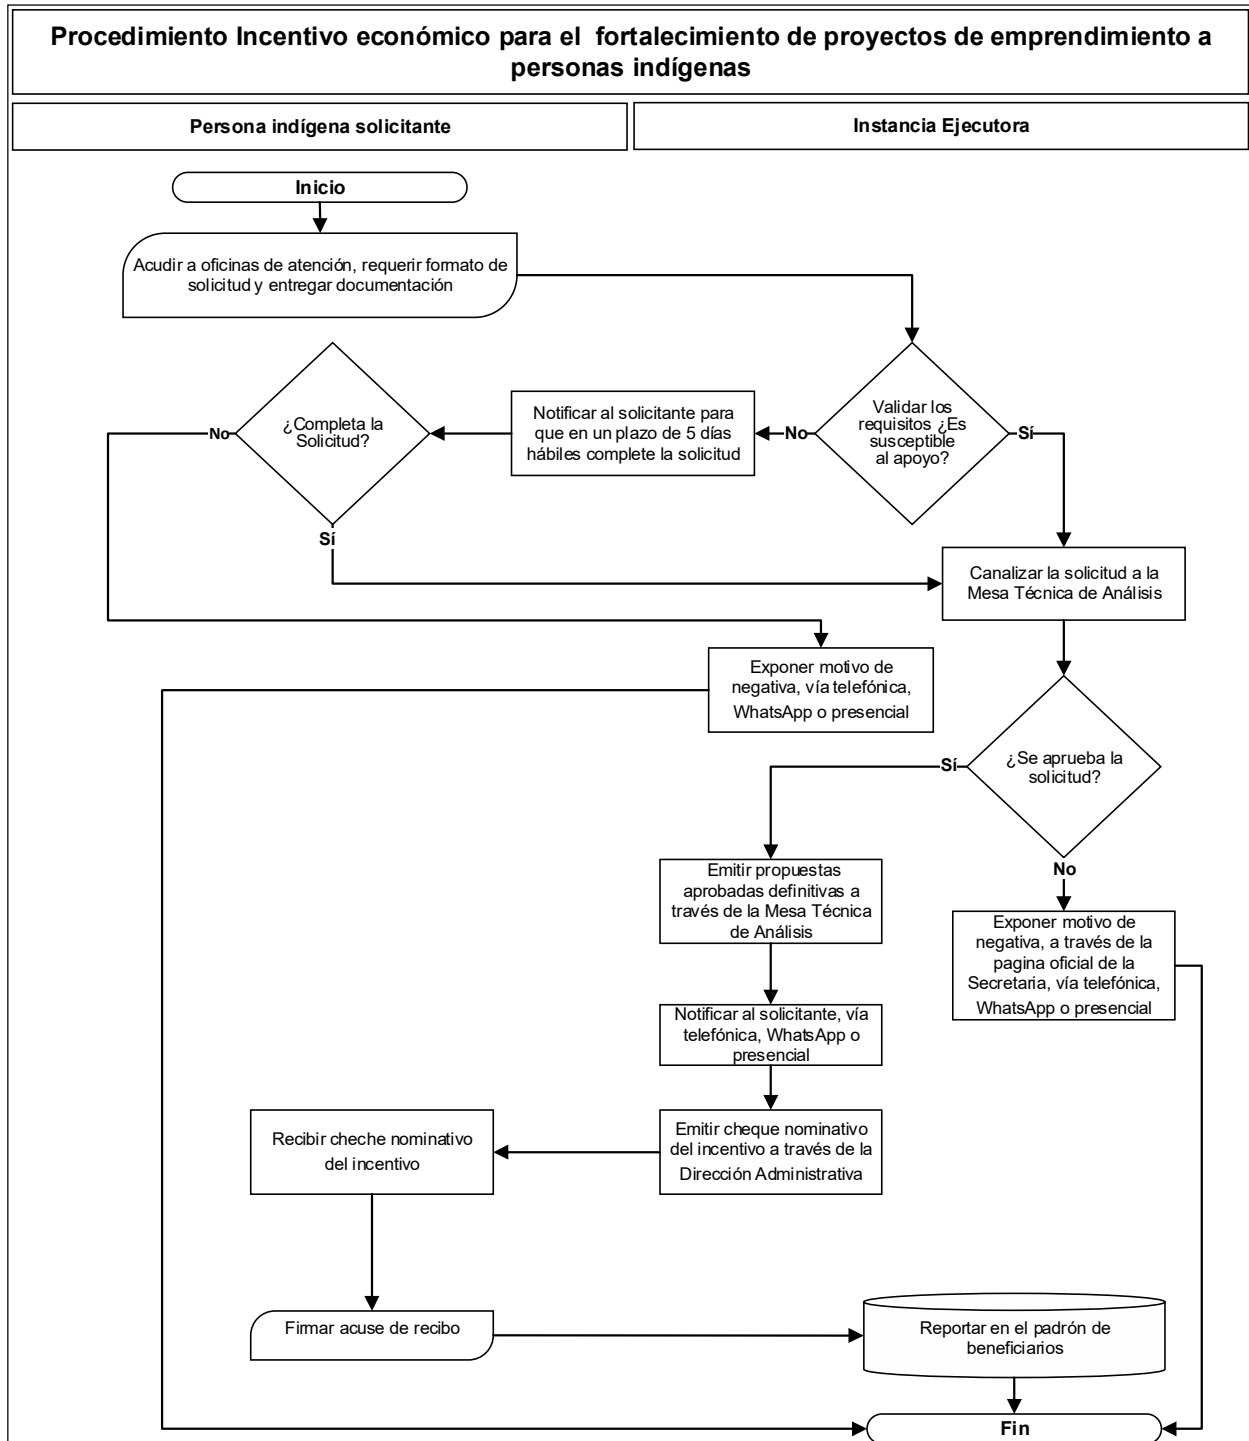 Procedimiento Incentivo económico para el  fortalecimiento de proyectos de emprendimiento a
personas indígenas
Persona indígena solicitante
Instancia Ejecutora
Inicio
Acudir a oficinas de atención, requerir formato de
solicitud y entregar documentación
¿Completa la
Solicitud?
No
Sí
Notificar al solicitante para
que en un plazo de 5 días
hábiles complete la solicitud
No
Validar los
requisitos ¿Es
susceptible
al apoyo?
Sí
Canalizar la solicitud a la
Mesa Técnica de Análisis
Exponer motivo de
negativa, vía telefónica,
WhatsApp o presencial
¿Se aprueba la
solicitud?
Sí
No
Emitir propuestas
aprobadas definitivas a
través de la Mesa Técnica
de Análisis
Exponer motivo de
negativa, a través de la
pagina oficial de la
Secretaria, vía telefónica,
WhatsApp o presencial
Notificar al solicitante, vía
telefónica, WhatsApp o
presencial
Emitir cheque nominativo
del incentivo a través de la
Dirección Administrativa
Recibir cheche nominativo
del incentivo
Firmar acuse de recibo
Reportar en el padrón de
beneficiarios
Fin